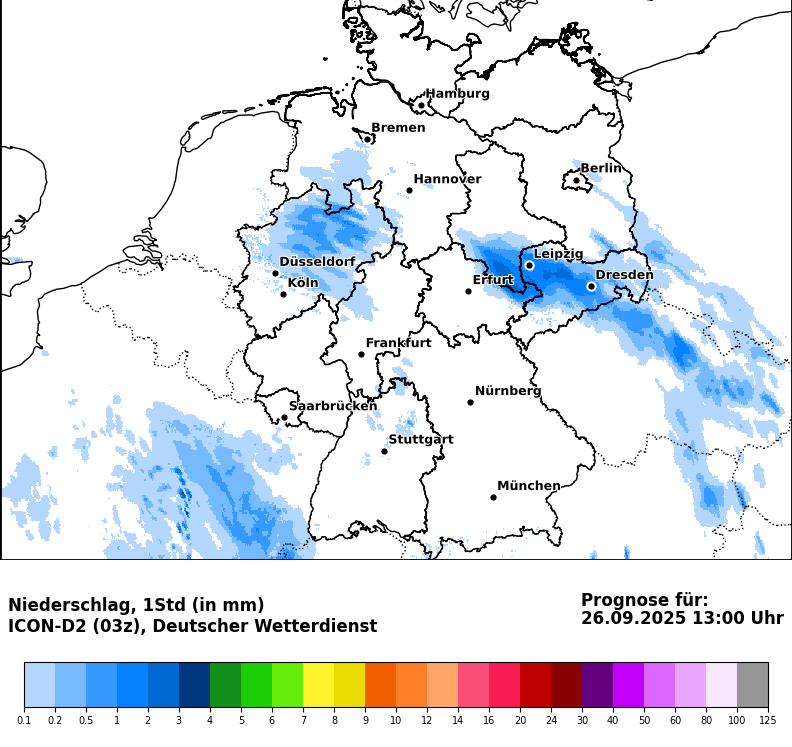 Hamburg
Bremen
Berlin
Hannover
Leipzig
Düsseldorf
Dresden
Erfurt
Köln
Frankfurt
Nürnberg
Saarbrücken
Stuttgart
München
Niederschlag, 1Std (in mm)
ICON-D2 (03z), Deutscher Wetterdienst
Prognose für:
26.09.2025 13:00 Uhr
0.1 0.2 0.5 1 2 3 4 5 6 7 8 9 10 12 14 16 20 24 30 40 50 60 80 100 125